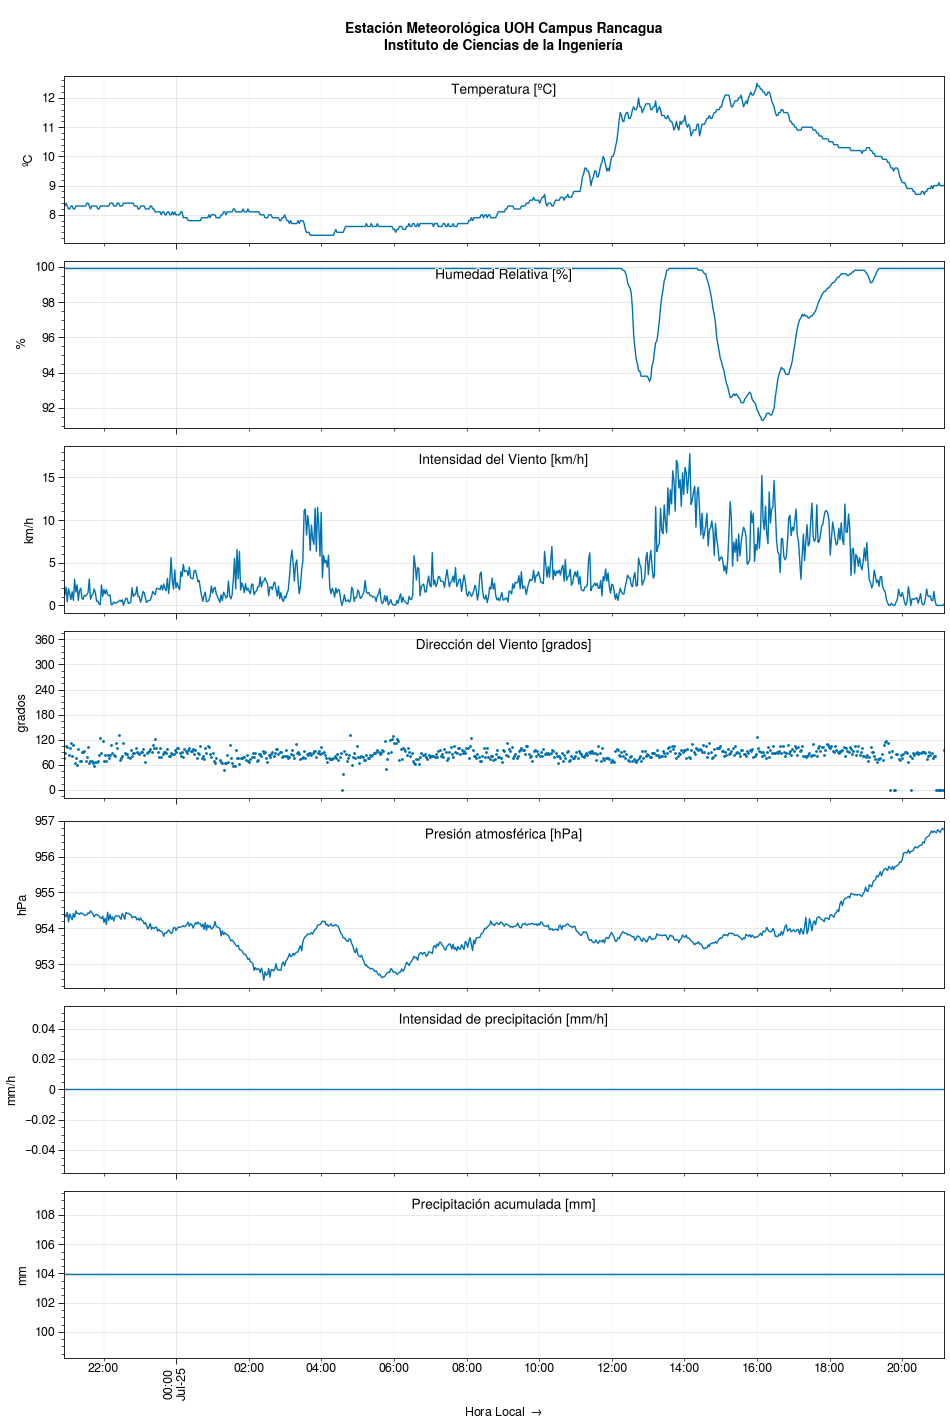 Estación Meteorológica UOH Campus Rancagua
Instituto de Ciencias de la Ingeniería
Temperatura [ºC]
12
11
10
9
8
ºC
Humedad Relativa [%]
100
98
96
94
92
%
Intensidad del Viento [km/h]
15
10
5
0
km/h
Dirección del Viento [grados]
360
300
240
180
120
60
0
grados
Presión atmosférica [hPa]
957
956
955
954
953
hPa
Intensidad de precipitación [mm/h]
0.04
0.02
0
−0.02
−0.04
mm/h
Precipitación acumulada [mm]
108
106
104
102
100
mm
22:00
00:00
Jul-25
02:00
04:00
06:00
08:00
10:00
12:00
14:00
16:00
18:00
20:00
Hora Local →